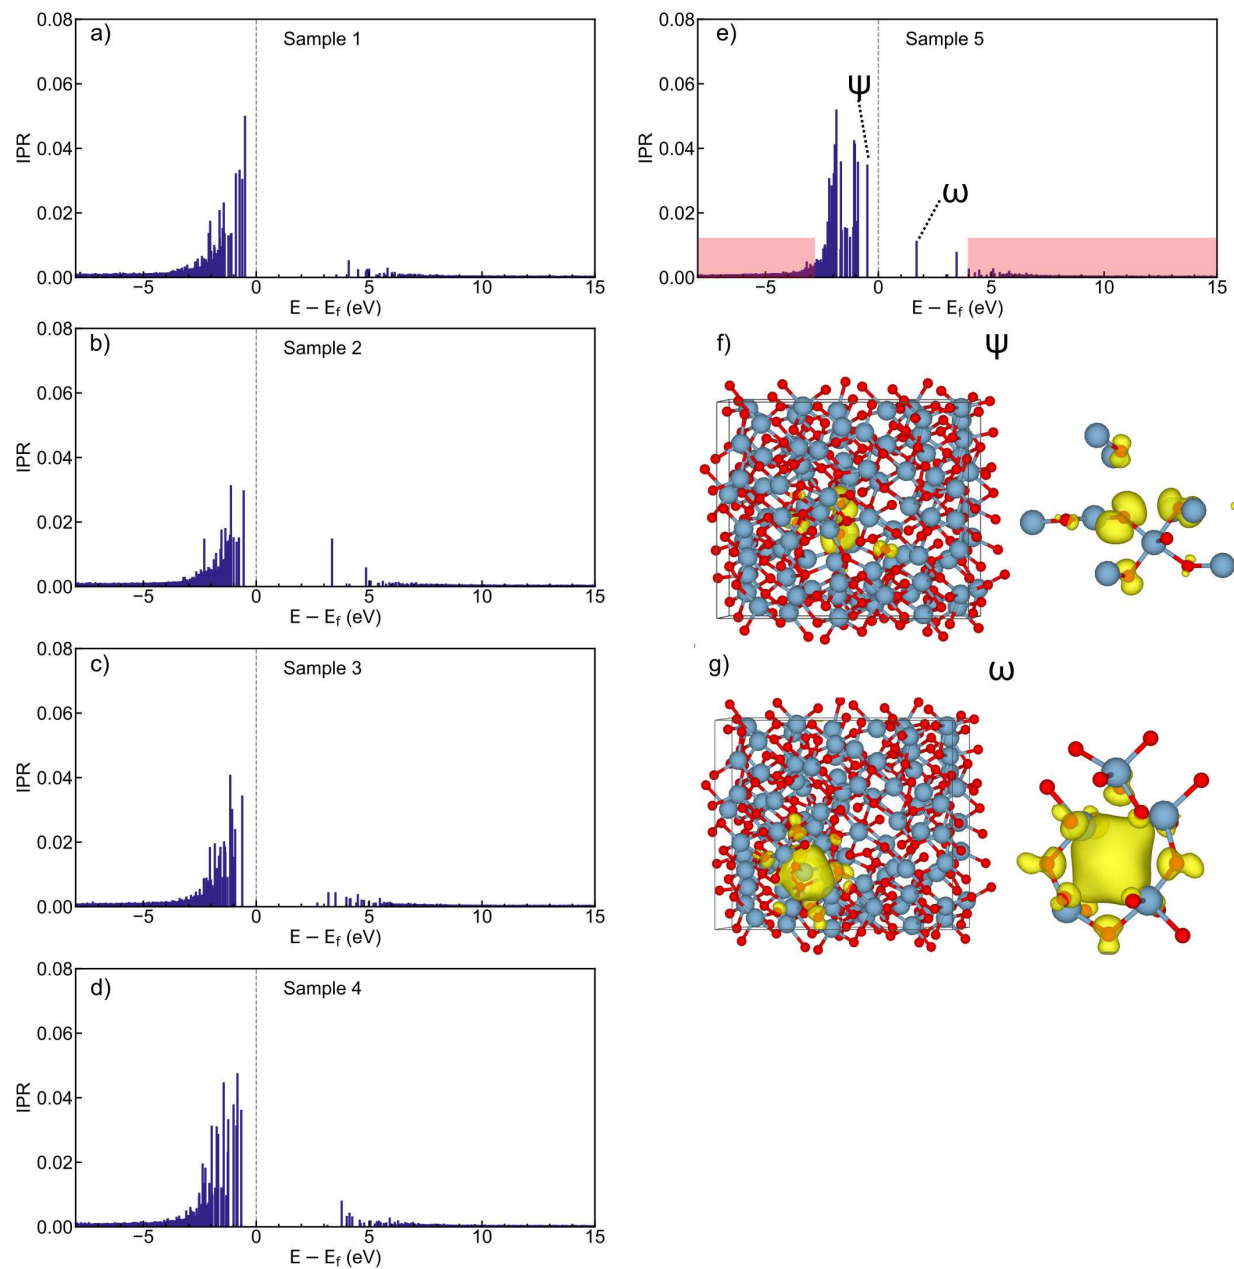 a)
Sample 1
0.08
0.06
0.04
0.02
0.00
IPR
−5
0
5
10
15
E − Ef (eV)
b)
Sample 2
0.08
0.06
0.04
0.02
0.00
IPR
−5
0
5
10
15
E − Ef (eV)
c)
Sample 3
0.08
0.06
0.04
0.02
0.00
IPR
−5
0
5
10
15
E − Ef (eV)
d)
Sample 4
0.08
0.06
0.04
0.02
0.00
IPR
−5
0
5
10
15
E − Ef (eV)
e)
Sample 5
0.08
0.06
0.04
0.02
0.00
IPR
ψ
ω
−5
0
5
10
15
E − Ef (eV)
f)
ψ
g)
ω